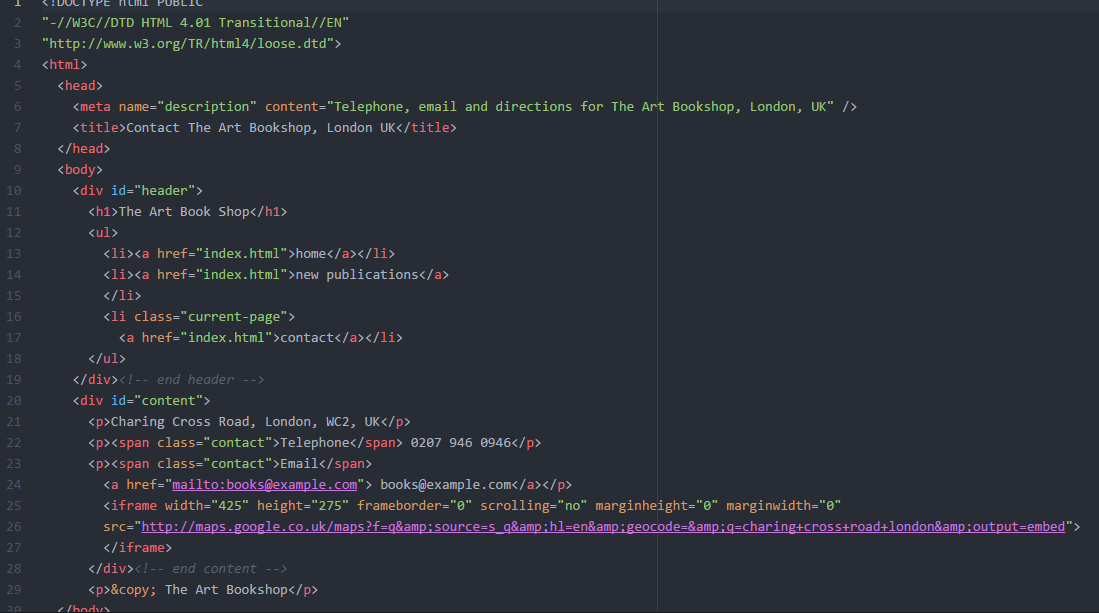 1 <!DOCTYPE html PUBLIC
2 "-//W3C//DTD HTML 4.01 Transitional//EN"
3 "http://www.w3.org/TR/html4/loose.dtd">
4 <html>
5   <head>
6     <meta name="description" content="Telephone, email and directions for The Art Bookshop, London, UK" />
7     <title>Contact The Art Bookshop, London UK</title>
8   </head>
9   <body>
10     <div id="header">
11       <h1>The Art Book Shop</h1>
12       <ul>
13         <li><a href="index.html">home</a></li>
14         <li><a href="index.html">new publications</a>
15         </li>
16         <li class="current-page">
17           <a href="index.html">contact</a></li>
18       </ul>
19     </div><!-- end header -->
20     <div id="content">
21       <p>Charing Cross Road, London, WC2, UK</p>
22       <p><span class="contact">Telephone</span> 0207 946 0946</p>
23       <p><span class="contact">Email</span>
24         <a href="mailto:books@example.com"> books@example.com</a></p>
25         <iframe width="425" height="275" frameborder="0" scrolling="no" marginheight="0" marginwidth="0"
26         src="http://maps.google.co.uk/maps?f=q&amp;source=s_q&amp;hl=en&amp;geocode=&amp;q=charing+cross+road+london&amp;output=embed">
27         </iframe>
28       </div><!-- end content -->
29       <p>&copy; The Art Bookshop</p>
30   </body>